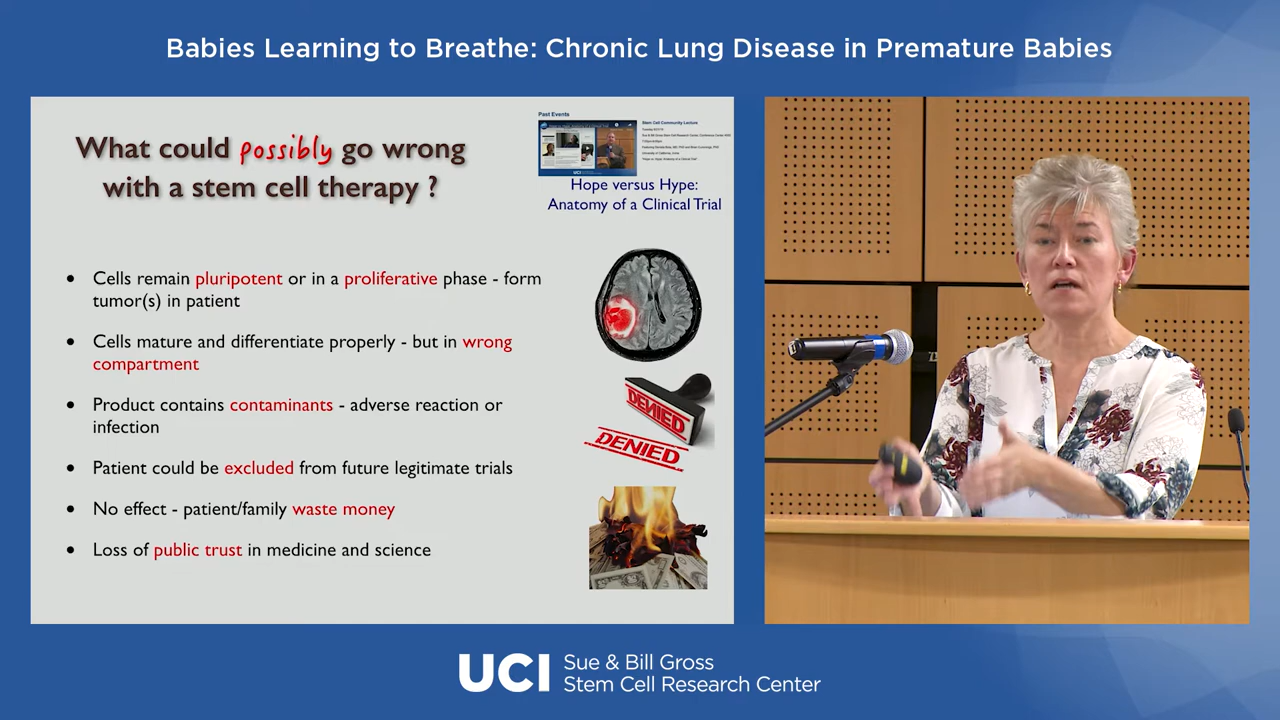 Babies Learning to Breathe: Chronic Lung Disease in Premature Babies
What could possibly go wrong
with a stem cell therapy ?
Past Events
Stem Cell Community Lecture
Hope versus Hype:
Anatomy of a Clinical Trial
• Cells remain pluripotent or in a proliferative phase - form
tumor(s) in patient
• Cells mature and differentiate properly - but in wrong
compartment
• Product contains contaminants - adverse reaction or
infection
• Patient could be excluded from future legitimate trials
• No effect - patient/family waste money
• Loss of public trust in medicine and science
DENIED
DENIED
UCI
Sue & Bill Gross
Stem Cell Research Center